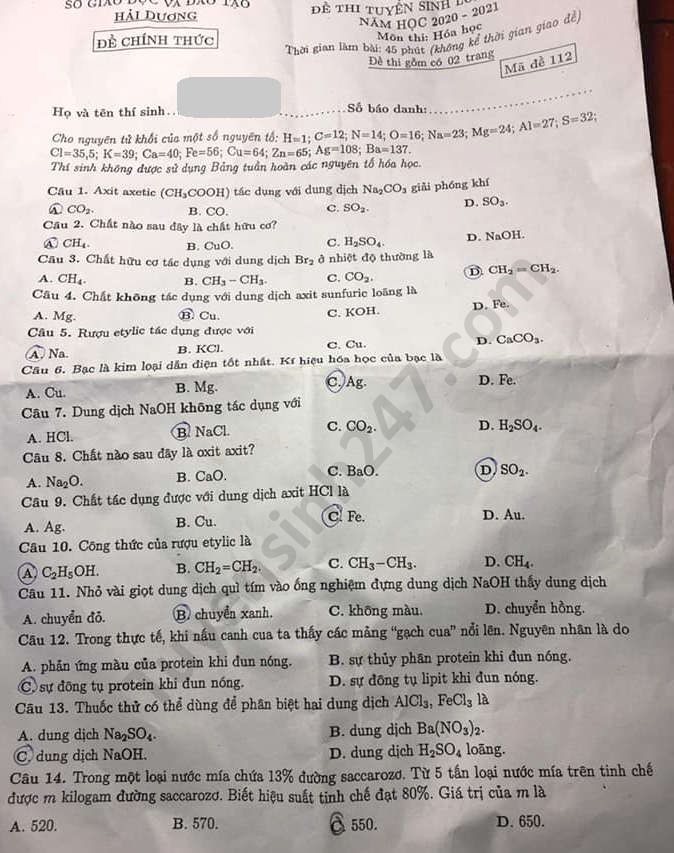 SỞ GIÁO DỤC VÀ ĐÀO TẠO
HẢI DƯƠNG
ĐỀ CHÍNH THỨC
ĐỀ THI TUYỂN SINH
NĂM HỌC 2020 - 2021
Môn thi: Hóa học
Thời gian làm bài: 45 phút (không kể thời gian giao đề)
Đề thi gồm có 02 trang
Mã đề 112
Họ và tên thí sinh.......................................Số báo danh:.......................................
Cho nguyên tử khối của một số nguyên tố: H=1; C=12; N=14; O=16; Na=23; Mg=24; Al=27; S=32;
Cl=35,5; K=39; Ca=40; Fe=56; Cu=64; Zn=65; Ag=108; Ba=137.
Thí sinh không được sử dụng Bảng tuần hoàn các nguyên tố hóa học.
Câu 1. Axit axetic (CH₃COOH) tác dụng với dung dịch Na₂CO₃ giải phóng khí
A. CO₂. B. CO. C. SO₂. D. SO₃.
Câu 2. Chất nào sau đây là chất hữu cơ?
A. CH₄. B. CuO. C. H₂SO₄. D. NaOH.
Câu 3. Chất hữu cơ tác dụng với dung dịch Br₂ ở nhiệt độ thường là
A. CH₄. B. CH₃ – CH₃. C. CO₂. D. CH₂ = CH₂.
Câu 4. Chất không tác dụng với dung dịch axit sunfuric loãng là
A. Mg. B. Cu. C. KOH. D. Fe.
Câu 5. Rượu etylic tác dụng được với
A. Na. B. KCl. C. Cu. D. CaCO₃.
Câu 6. Bạc là kim loại dẫn điện tốt nhất. Kí hiệu hóa học của bạc là
A. Cu. B. Mg. C. Ag. D. Fe.
Câu 7. Dung dịch NaOH không tác dụng với
A. HCl. B. NaCl. C. CO₂. D. H₂SO₄.
Câu 8. Chất nào sau đây là oxit axit?
A. Na₂O. B. CaO. C. BaO. D. SO₂.
Câu 9. Chất tác dụng được với dung dịch axit HCl là
A. Ag. B. Cu. C. Fe. D. Au.
Câu 10. Công thức của rượu etylic là
A. C₂H₅OH. B. CH₂=CH₂. C. CH₃–CH₃. D. CH₄.
Câu 11. Nhỏ vài giọt dung dịch quì tím vào ống nghiệm đựng dung dịch NaOH thấy dung dịch
A. chuyển đỏ. B. chuyển xanh. C. không màu. D. chuyển hồng.
Câu 12. Trong thực tế, khi nấu canh cua ta thấy các mảng “gạch cua” nổi lên. Nguyên nhân là do
A. phản ứng màu của protein khi đun nóng. B. sự thủy phân protein khi đun nóng.
C. sự đông tụ protein khi đun nóng. D. sự đông tụ lipit khi đun nóng.
Câu 13. Thuốc thử có thể dùng để phân biệt hai dung dịch AlCl₃, FeCl₃ là
A. dung dịch Na₂SO₄. B. dung dịch Ba(NO₃)₂.
C. dung dịch NaOH. D. dung dịch H₂SO₄ loãng.
Câu 14. Trong một loại nước mía chứa 13% đường saccarozơ. Từ 5 tấn loại nước mía trên tinh chế
được m kilogam đường saccarozơ. Biết hiệu suất tinh chế đạt 80%. Giá trị của m là
A. 520. B. 570. C. 550. D. 650.
tuyensinh247.com